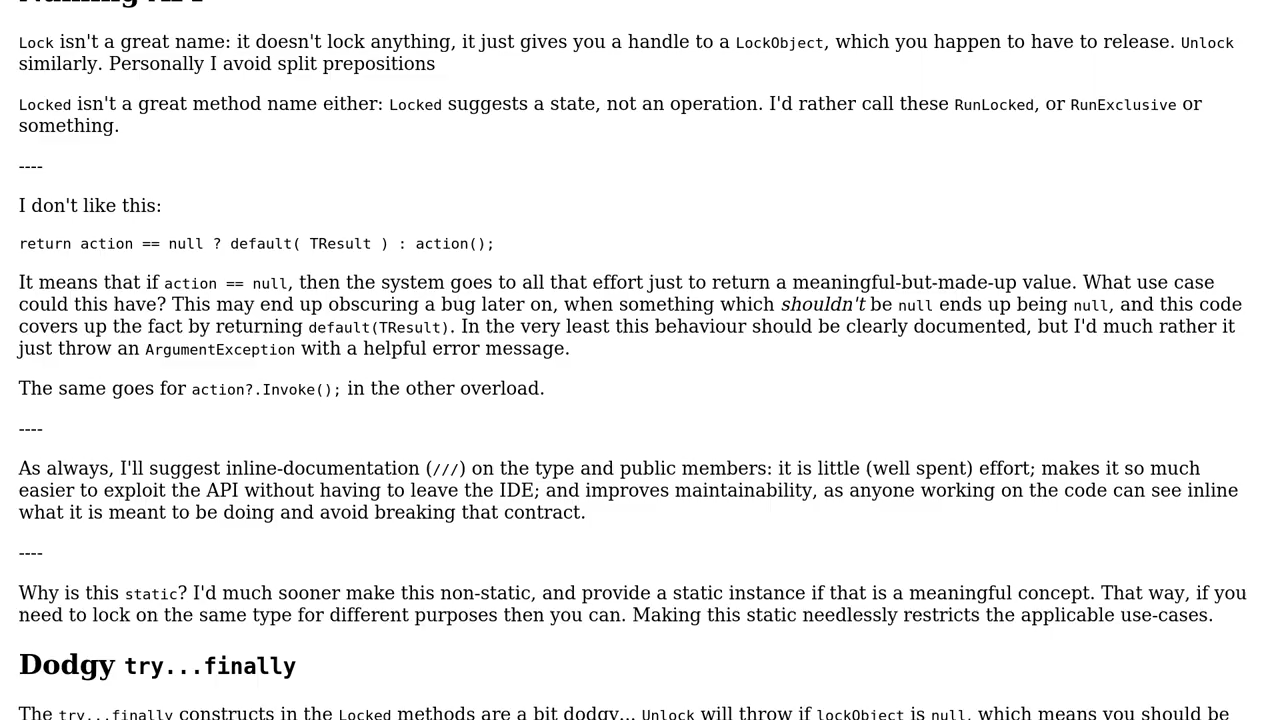 Naming API
Lock isn't a great name: it doesn't lock anything, it just gives you a handle to a LockObject, which you happen to have to release. Unlock
similarly. Personally I avoid split prepositions
Locked isn't a great method name either: Locked suggests a state, not an operation. I'd rather call these RunLocked, or RunExclusive or
something.
----
I don't like this:
return action == null ? default( TResult ) : action();
It means that if action == null, then the system goes to all that effort just to return a meaningful-but-made-up value. What use case
could this have? This may end up obscuring a bug later on, when something which shouldn't be null ends up being null, and this code
covers up the fact by returning default(TResult). In the very least this behaviour should be clearly documented, but I'd much rather it
just throw an ArgumentException with a helpful error message.
The same goes for action?.Invoke(); in the other overload.
----
As always, I'll suggest inline-documentation (///) on the type and public members: it is little (well spent) effort; makes it so much
easier to exploit the API without having to leave the IDE; and improves maintainability, as anyone working on the code can see inline
what it is meant to be doing and avoid breaking that contract.
----
Why is this static? I'd much sooner make this non-static, and provide a static instance if that is a meaningful concept. That way, if you
need to lock on the same type for different purposes then you can. Making this static needlessly restricts the applicable use-cases.
Dodgy try...finally
The try...finally constructs in the Locked methods are a bit dodgy... Unlock will throw if lockObject is null, which means you should be